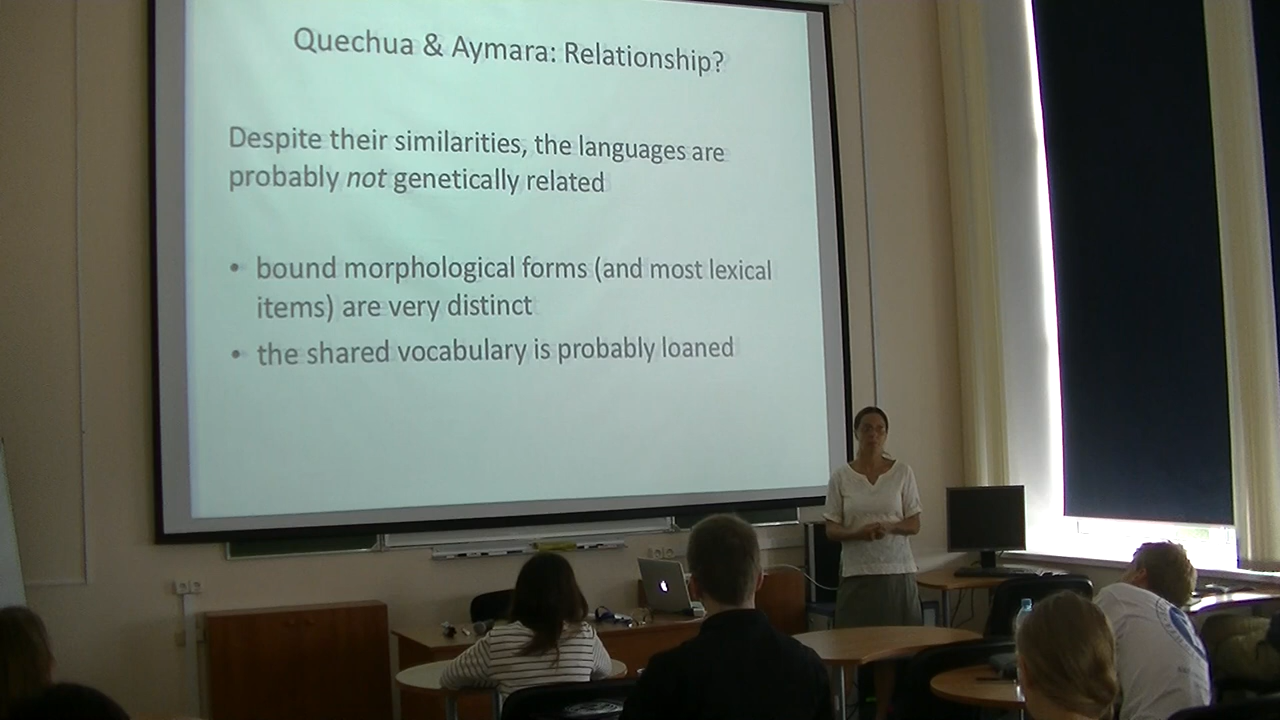 Quechua & Aymara: Relationship?
Despite their similarities, the languages are
probably not genetically related
• bound morphological forms (and most lexical
items) are very distinct
• the shared vocabulary is probably loaned